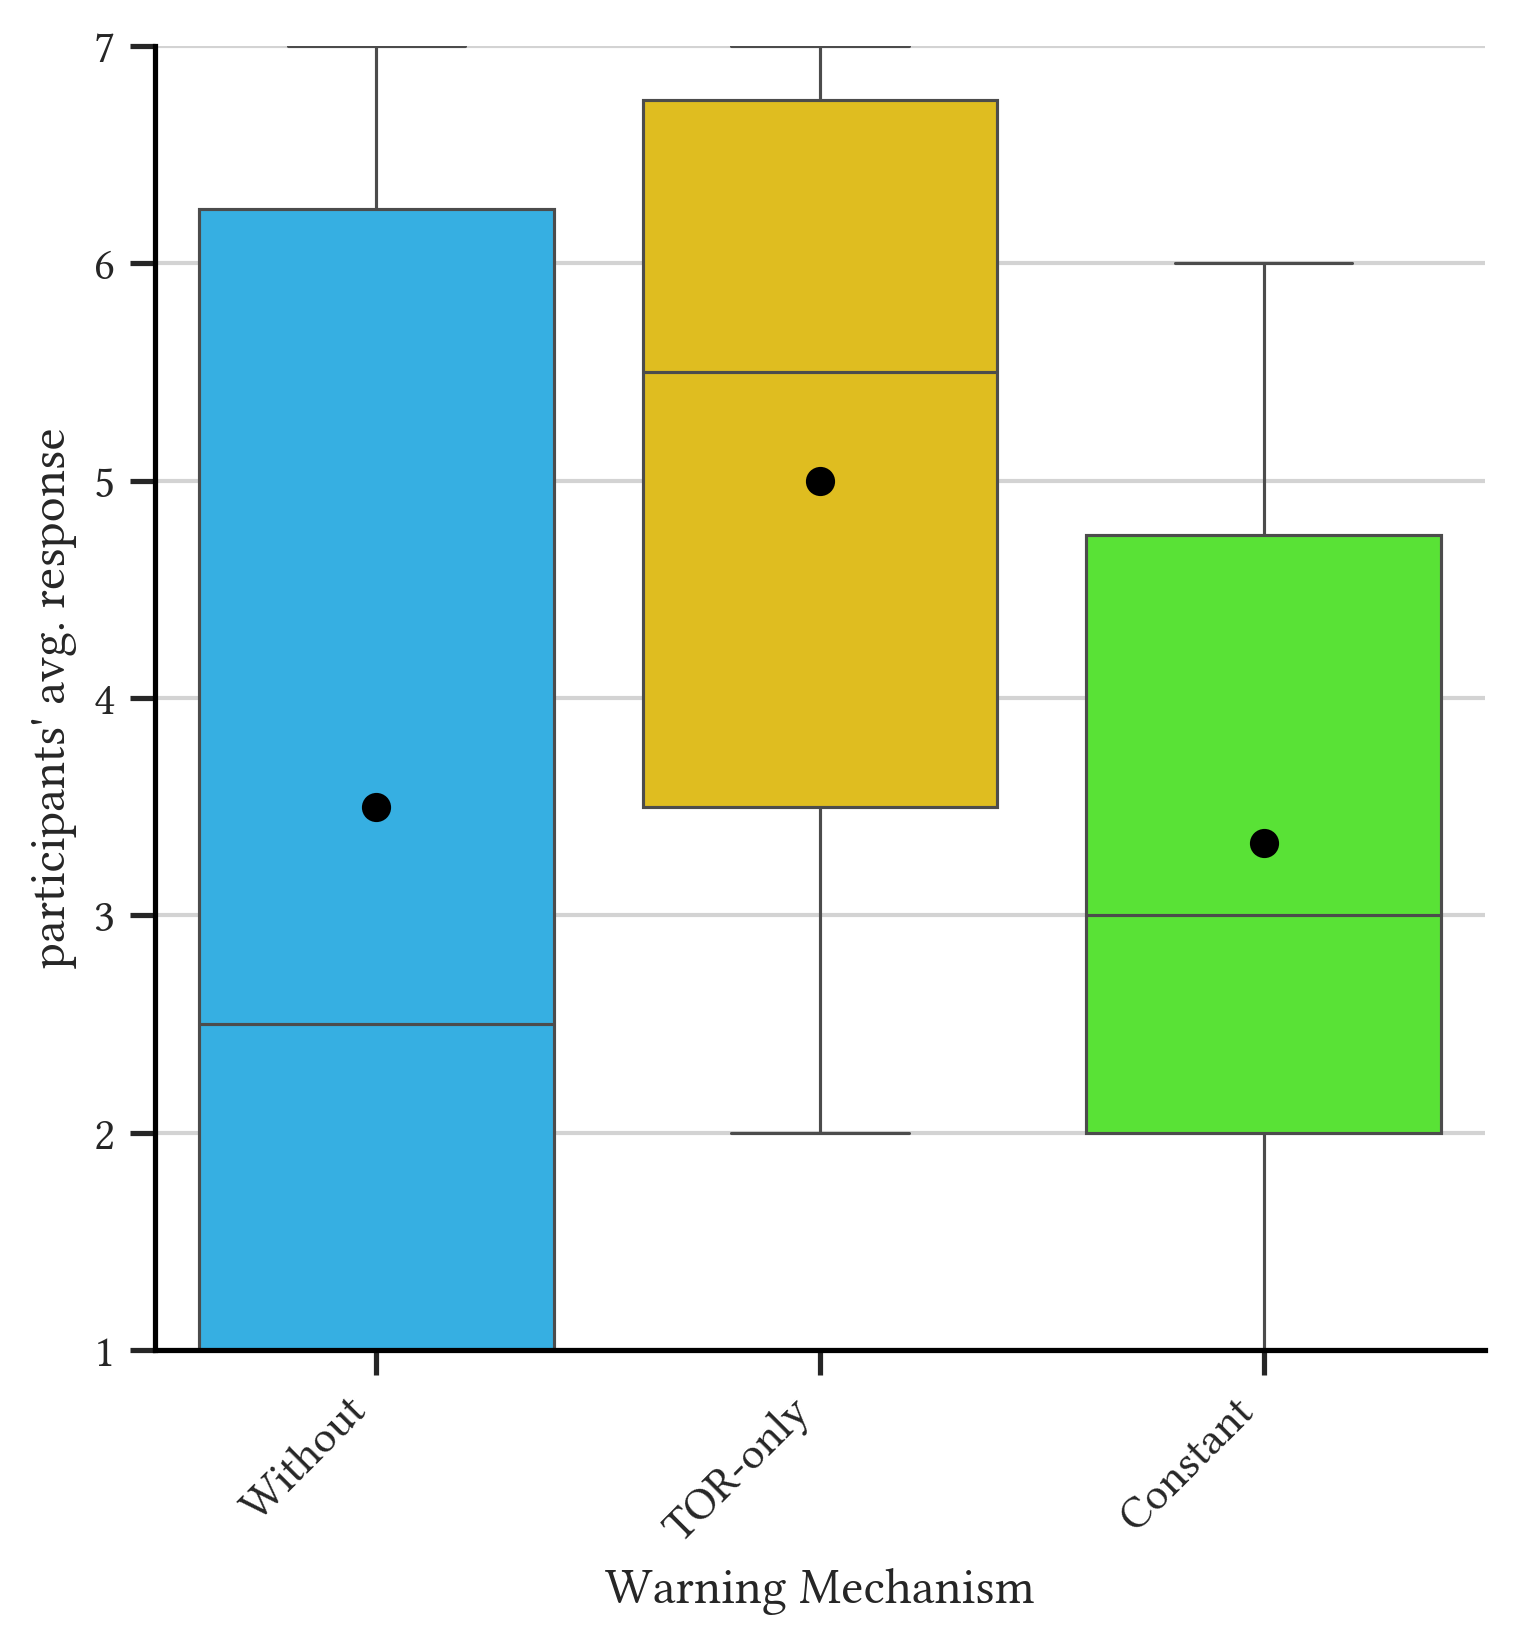 7
6
5
4
3
2
1
participants' avg. response
Without
TOR-only
Constant
Warning Mechanism